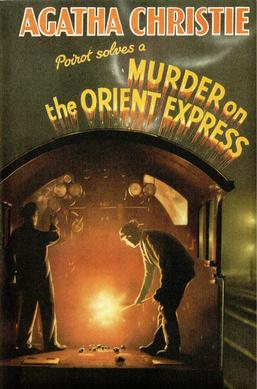 AGATHA CHRISTIE
Poirot solves a
MURDER on
the ORIENT EXPRESS